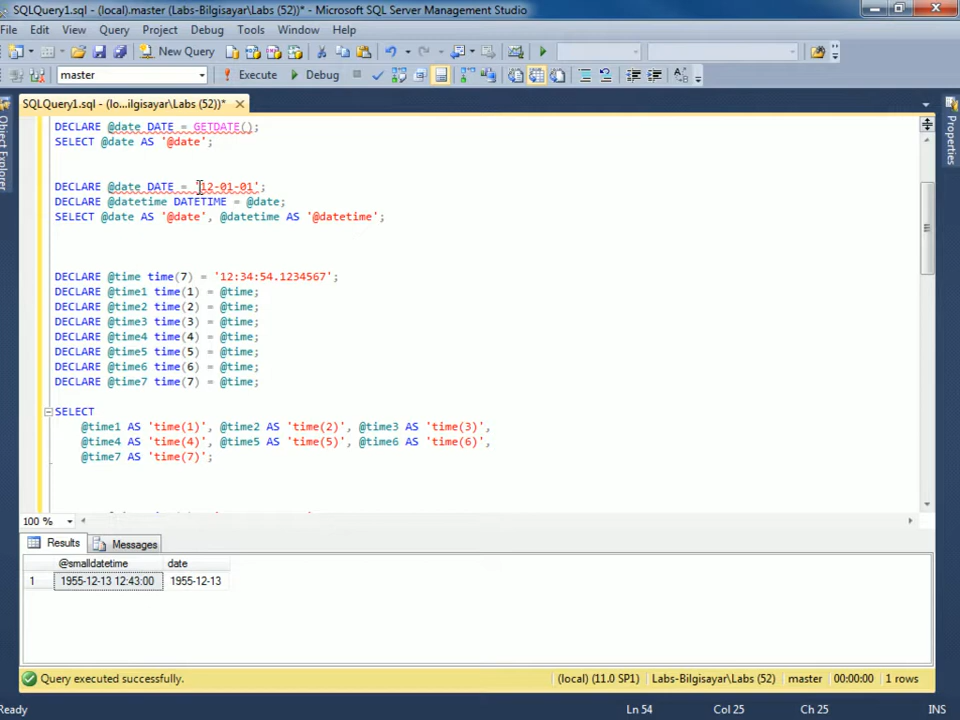 SQLQuery1.sql - (local).master (Labs-Bilgisayar\Labs (52))* - Microsoft SQL Server Management Studio
File Edit View Query Project Debug Tools Window Help
New Query
master Execute Debug
SQLQuery1.sql - (lo...ilgisayar\Labs (52))*
Object Explorer
Properties
DECLARE @date DATE = GETDATE();
SELECT @date AS '@date';
DECLARE @date DATE = '12-01-01';
DECLARE @datetime DATETIME = @date;
SELECT @date AS '@date', @datetime AS '@datetime';
DECLARE @time time(7) = '12:34:54.1234567';
DECLARE @time1 time(1) = @time;
DECLARE @time2 time(2) = @time;
DECLARE @time3 time(3) = @time;
DECLARE @time4 time(4) = @time;
DECLARE @time5 time(5) = @time;
DECLARE @time6 time(6) = @time;
DECLARE @time7 time(7) = @time;
SELECT
@time1 AS 'time(1)', @time2 AS 'time(2)', @time3 AS 'time(3)',
@time4 AS 'time(4)', @time5 AS 'time(5)', @time6 AS 'time(6)',
@time7 AS 'time(7)';
100 %
Results Messages
@smalldatetime date
1 1955-12-13 12:43:00 1955-12-13
Query executed successfully. (local) (11.0 SP1) Labs-Bilgisayar\Labs (52) master 00:00:00 1 rows
Ready Ln 54 Col 25 Ch 25 INS